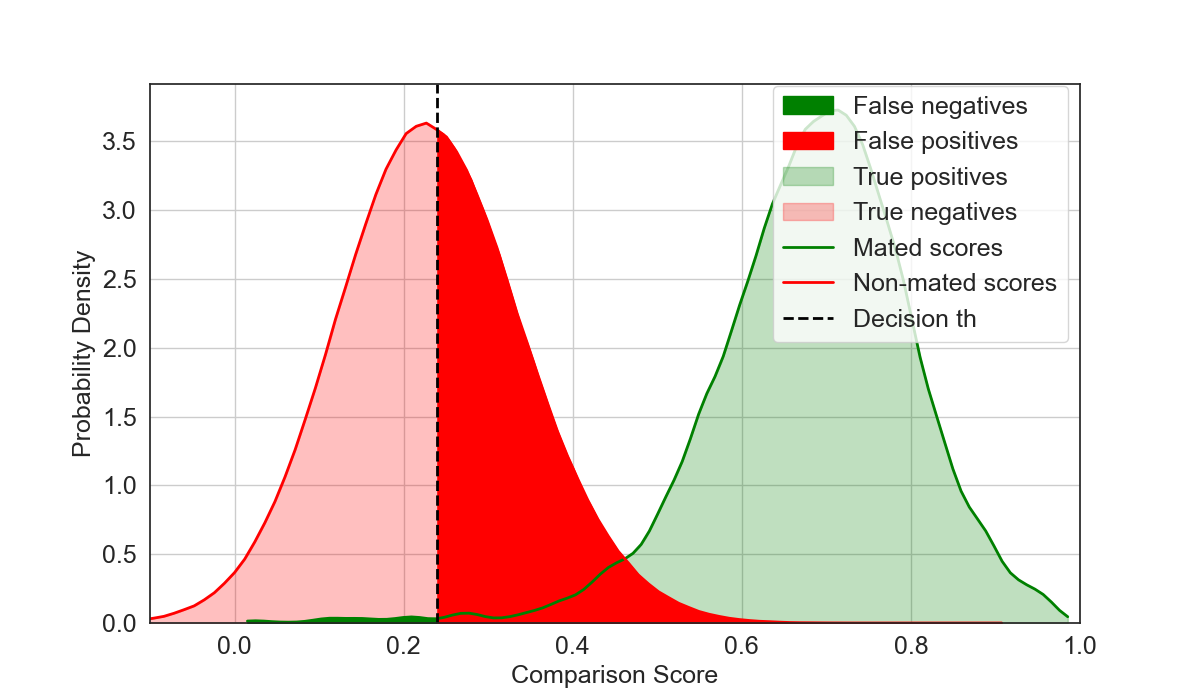 False negatives
False positives
True positives
True negatives
Mated scores
Non-mated scores
Decision th
Probability Density
3.5
3.0
2.5
2.0
1.5
1.0
0.5
0.0
0.0 0.2 0.4 0.6 0.8 1.0
Comparison Score